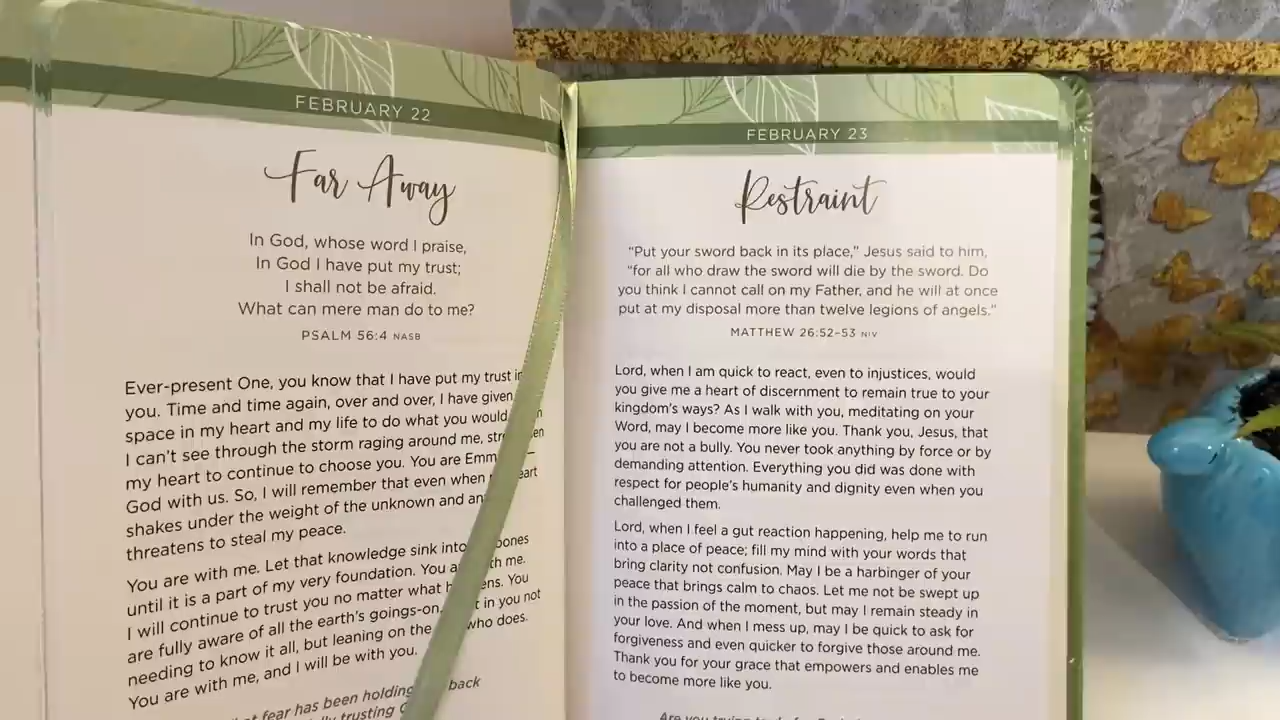 FEBRUARY 22
Far Away
In God, whose word I praise,
In God I have put my trust;
I shall not be afraid.
What can mere man do to me?
PSALM 56:4 NASB
Ever-present One, you know that I have put my trust
you. Time and time again, over and over, I have given
space in my heart and my life to do what you would
I can't see through the storm raging around me,
my heart to continue to choose you. You are
God with us. So, I will remember that even when
shakes under the weight of the unknown and
threatens to steal my peace.
You are with me. Let that knowledge sink into bones
until it is a part of my very foundation. You me.
I will continue to trust you no matter what You
are fully aware of all the earth's goings-on. in you not
needing to know it all, but leaning on the who does.
You are with me, and I will be with you.
fear has been holding back
trusting
FEBRUARY 23
Restraint
"Put your sword back in its place," Jesus said to him,
"for all who draw the sword will die by the sword. Do
you think I cannot call on my Father, and he will at once
put at my disposal more than twelve legions of angels."
MATTHEW 26:52–53 NIV
Lord, when I am quick to react, even to injustices, would
you give me a heart of discernment to remain true to your
kingdom's ways? As I walk with you, meditating on your
Word, may I become more like you. Thank you, Jesus, that
you are not a bully. You never took anything by force or by
demanding attention. Everything you did was done with
respect for people's humanity and dignity even when you
challenged them.
Lord, when I feel a gut reaction happening, help me to run
into a place of peace; fill my mind with your words that
bring clarity not confusion. May I be a harbinger of your
peace that brings calm to chaos. Let me not be swept up
in the passion of the moment, but may I remain steady in
your love. And when I mess up, may I be quick to ask for
forgiveness and even quicker to forgive those around me.
Thank you for your grace that empowers and enables me
to become more like you.
Are you trying